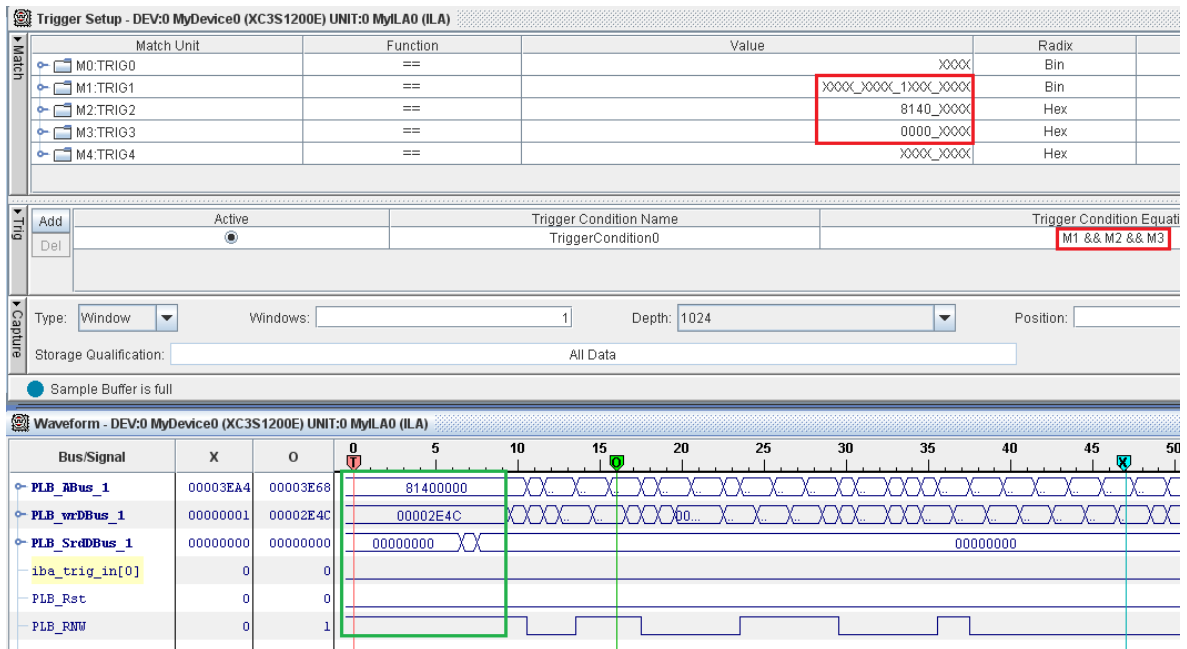 Trigger Setup - DEV:0 MyDevice0 (XC3S1200E) UNIT:0 MyILA0 (ILA)
Match
Match Unit Function Value Radix
M0:TRIG0 == XXXX Bin
M1:TRIG1 == XXXX_XXXX_1XXX_XXXX Bin
M2:TRIG2 == 8140_XXXX Hex
M3:TRIG3 == 0000_XXXX Hex
M4:TRIG4 == XXXX_XXXX Hex
Trig
Add Active Trigger Condition Name Trigger Condition Equati
Del TriggerCondition0 M1 && M2 && M3
Capture
Type: Window Windows: 1 Depth: 1024 Position:
Storage Qualification: All Data
Sample Buffer is full
Waveform - DEV:0 MyDevice0 (XC3S1200E) UNIT:0 MyILA0 (ILA)
Bus/Signal X O 0 5 10 15 20 25 30 35 40 45 50
T O X
PLB_ABus_1 00003EA4 00003E68 81400000
PLB_wrDBus_1 00000001 00002E4C 00002E4C 00...
PLB_SrdDBus_1 00000000 00000000 00000000 00000000
iba_trig_in[0] 0 0
PLB_Rst 0 0
PLB_RNW 0 1